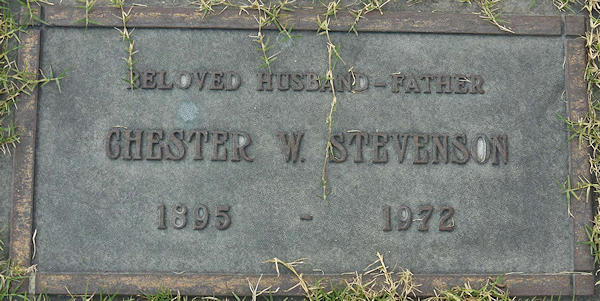 BELOVED HUSBAND-FATHER
CHESTER W. STEVENSON
1895 - 1972